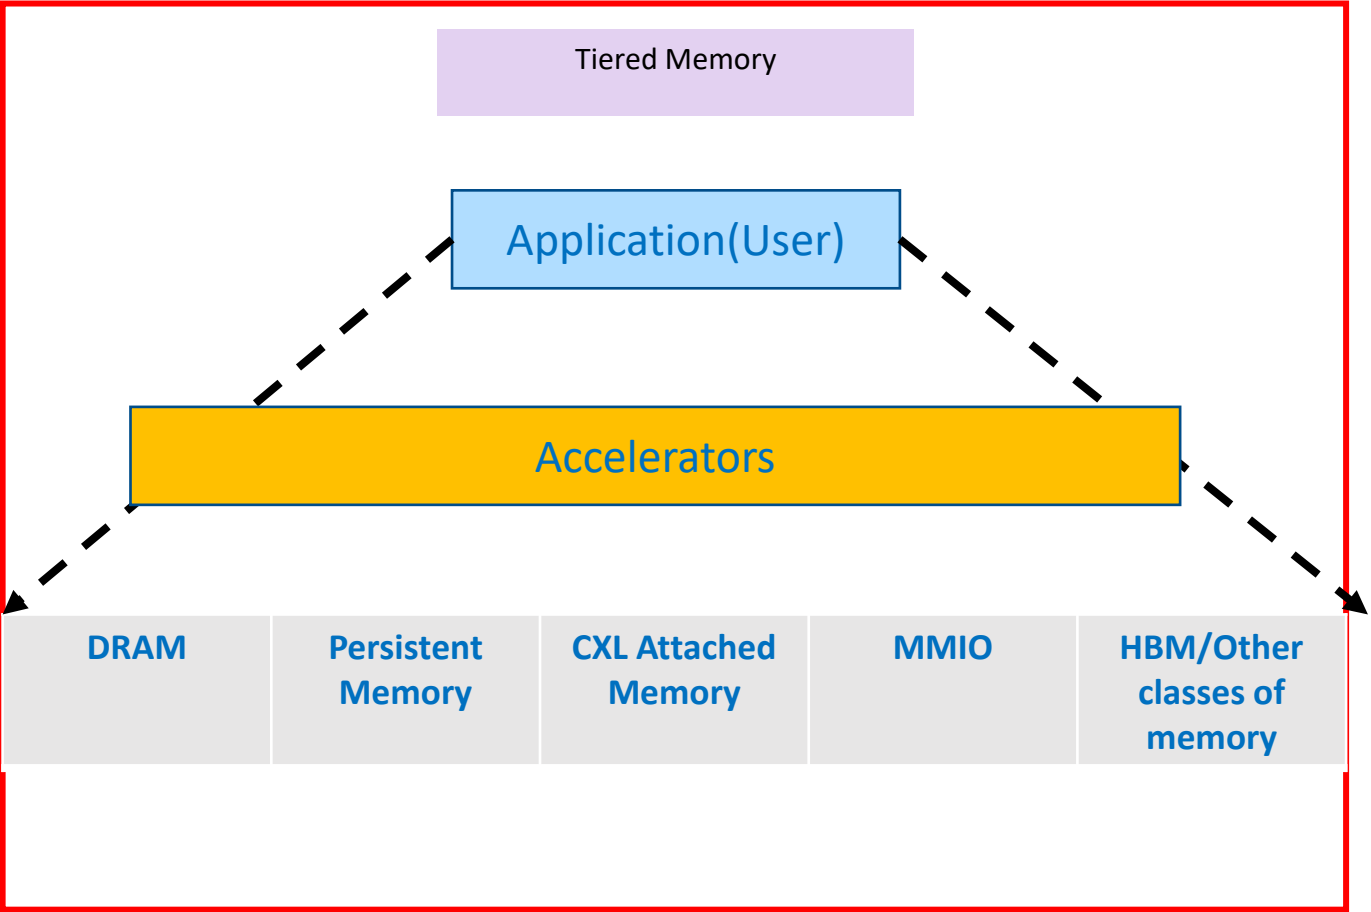 Tiered Memory
Application(User)
Accelerators
DRAM
Persistent
Memory
CXL Attached
Memory
MMIO
HBM/Other
classes of
memory